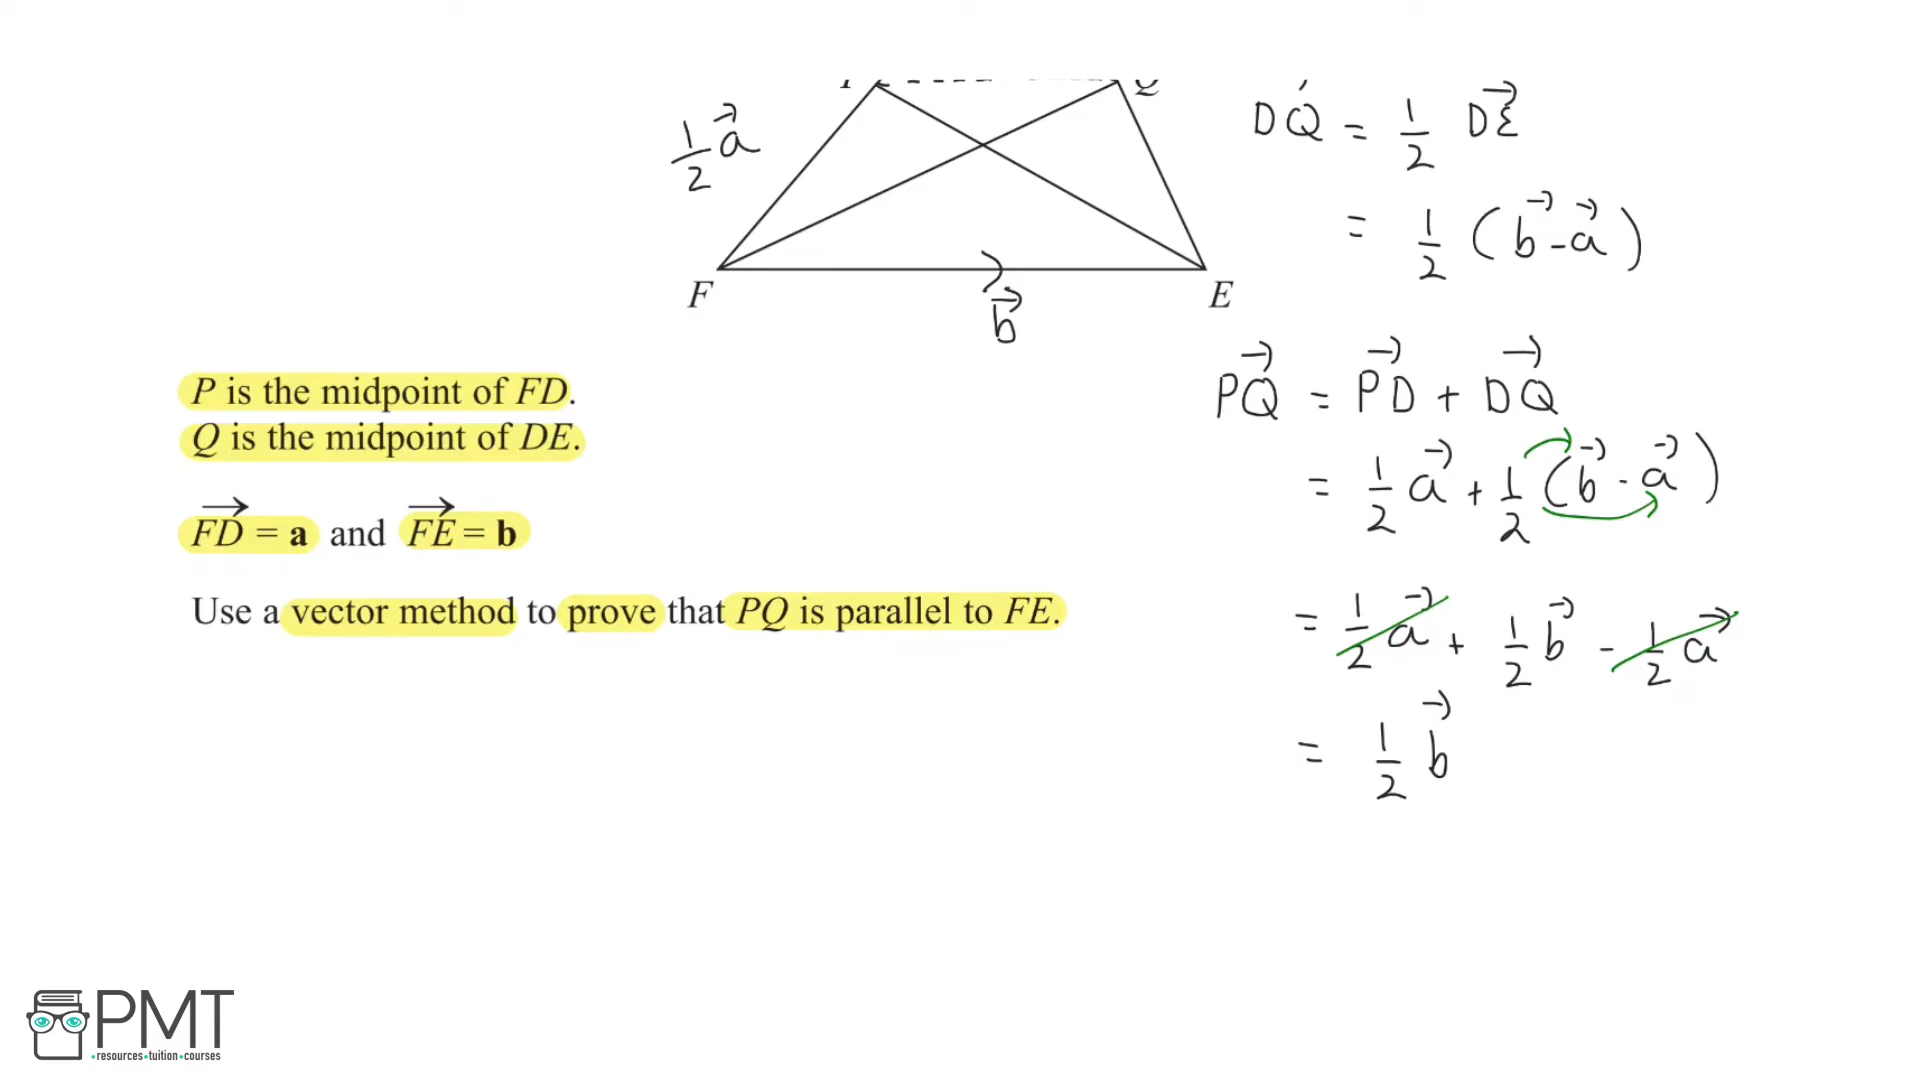 ½ a⃗
F
E
b⃗
P is the midpoint of FD.
Q is the midpoint of DE.
FD⃗ = a and FE⃗ = b
Use a vector method to prove that PQ is parallel to FE.
DQ⃗ = ½ DE⃗
= ½ (b⃗ - a⃗)
PQ⃗ = PD⃗ + DQ⃗
= ½ a⃗ + ½ (b⃗ - a⃗)
= ½ a⃗ + ½ b⃗ - ½ a⃗
= ½ b⃗
PMT
•resources•tuition•courses